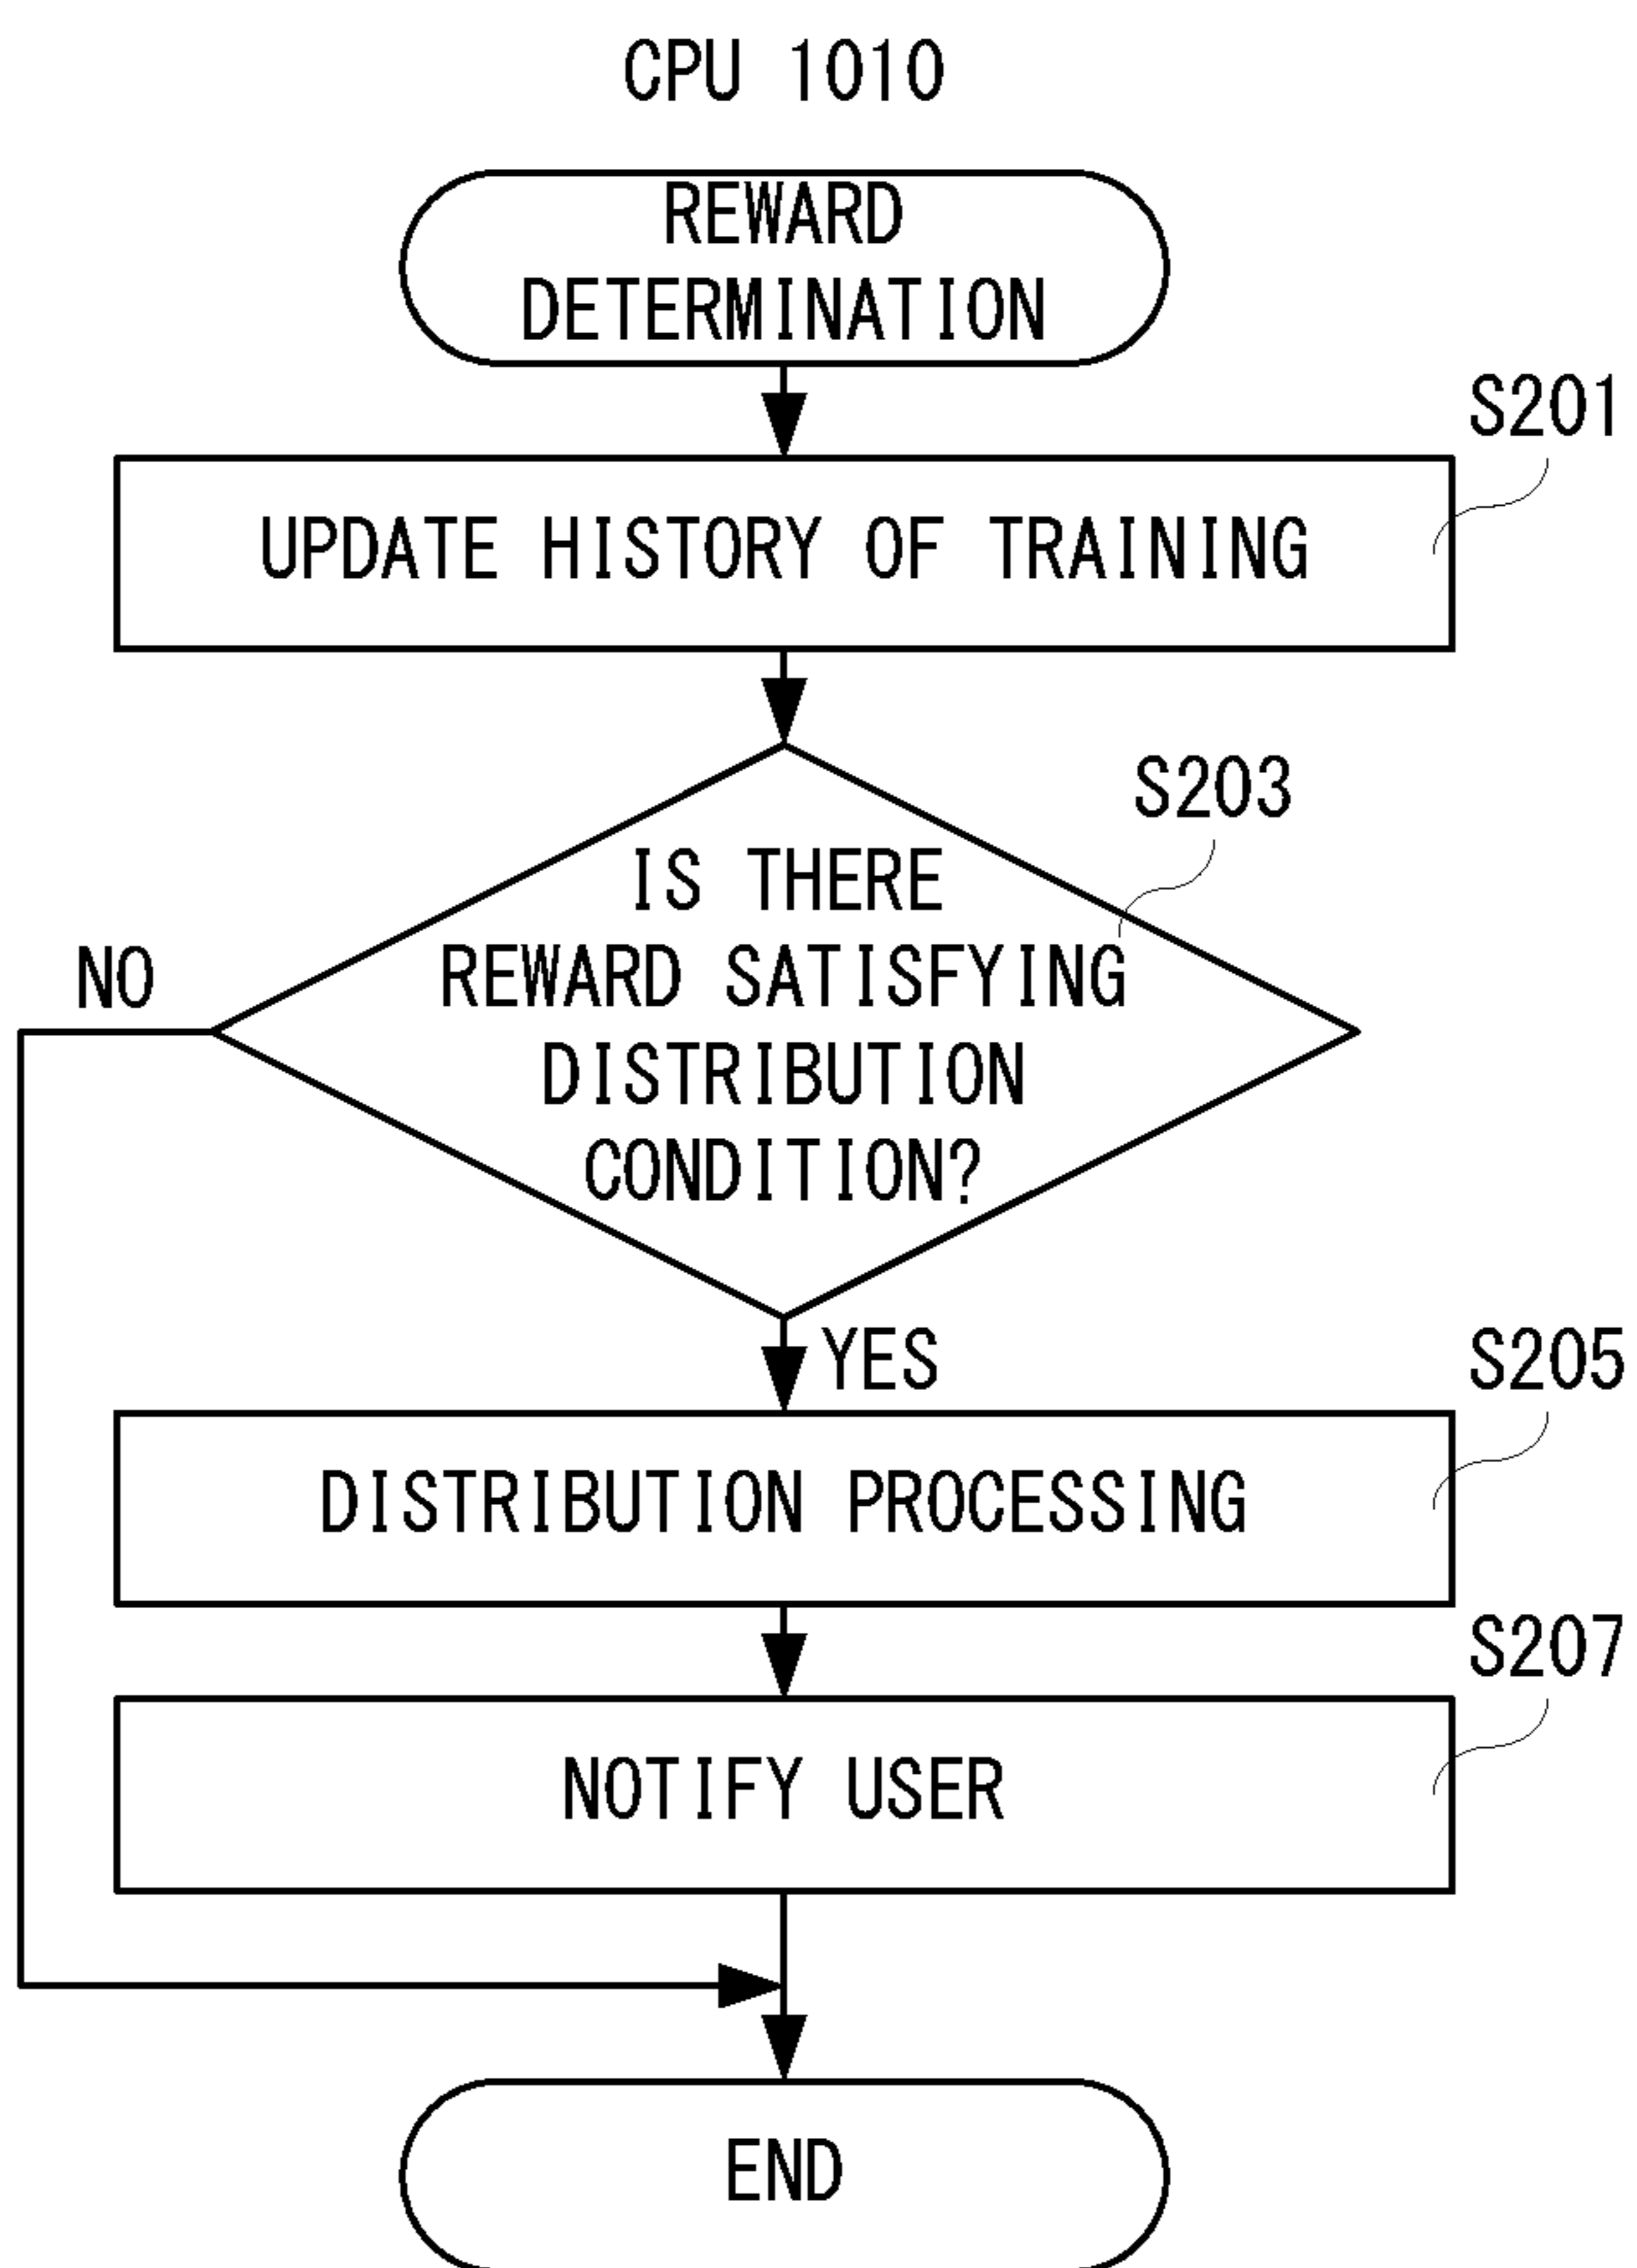 CPU 1010
REWARD
DETERMINATION
S201
UPDATE HISTORY OF TRAINING
S203
IS THERE
REWARD SATISFYING
DISTRIBUTION
CONDITION?
NO
YES
S205
DISTRIBUTION PROCESSING
S207
NOTIFY USER
END